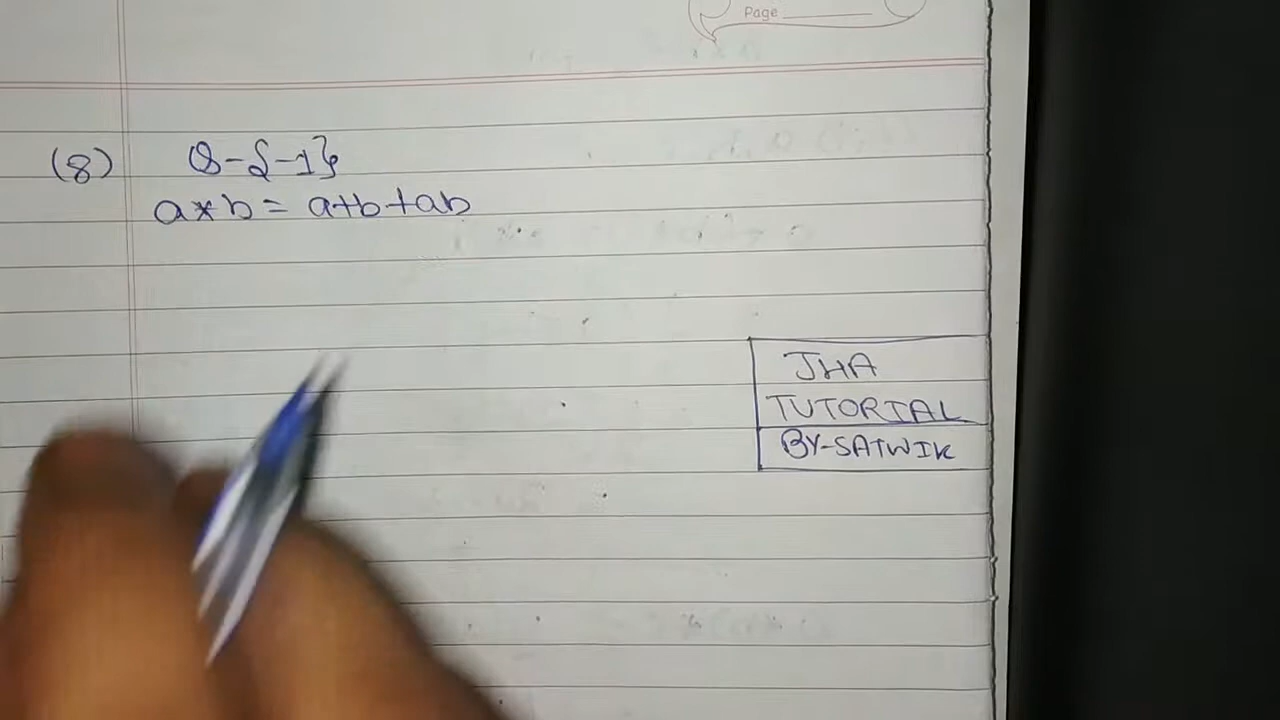 Page
(8) Q-{-1}
a*b = a+b+ab
JHA
TUTORIAL
BY-SATWIK